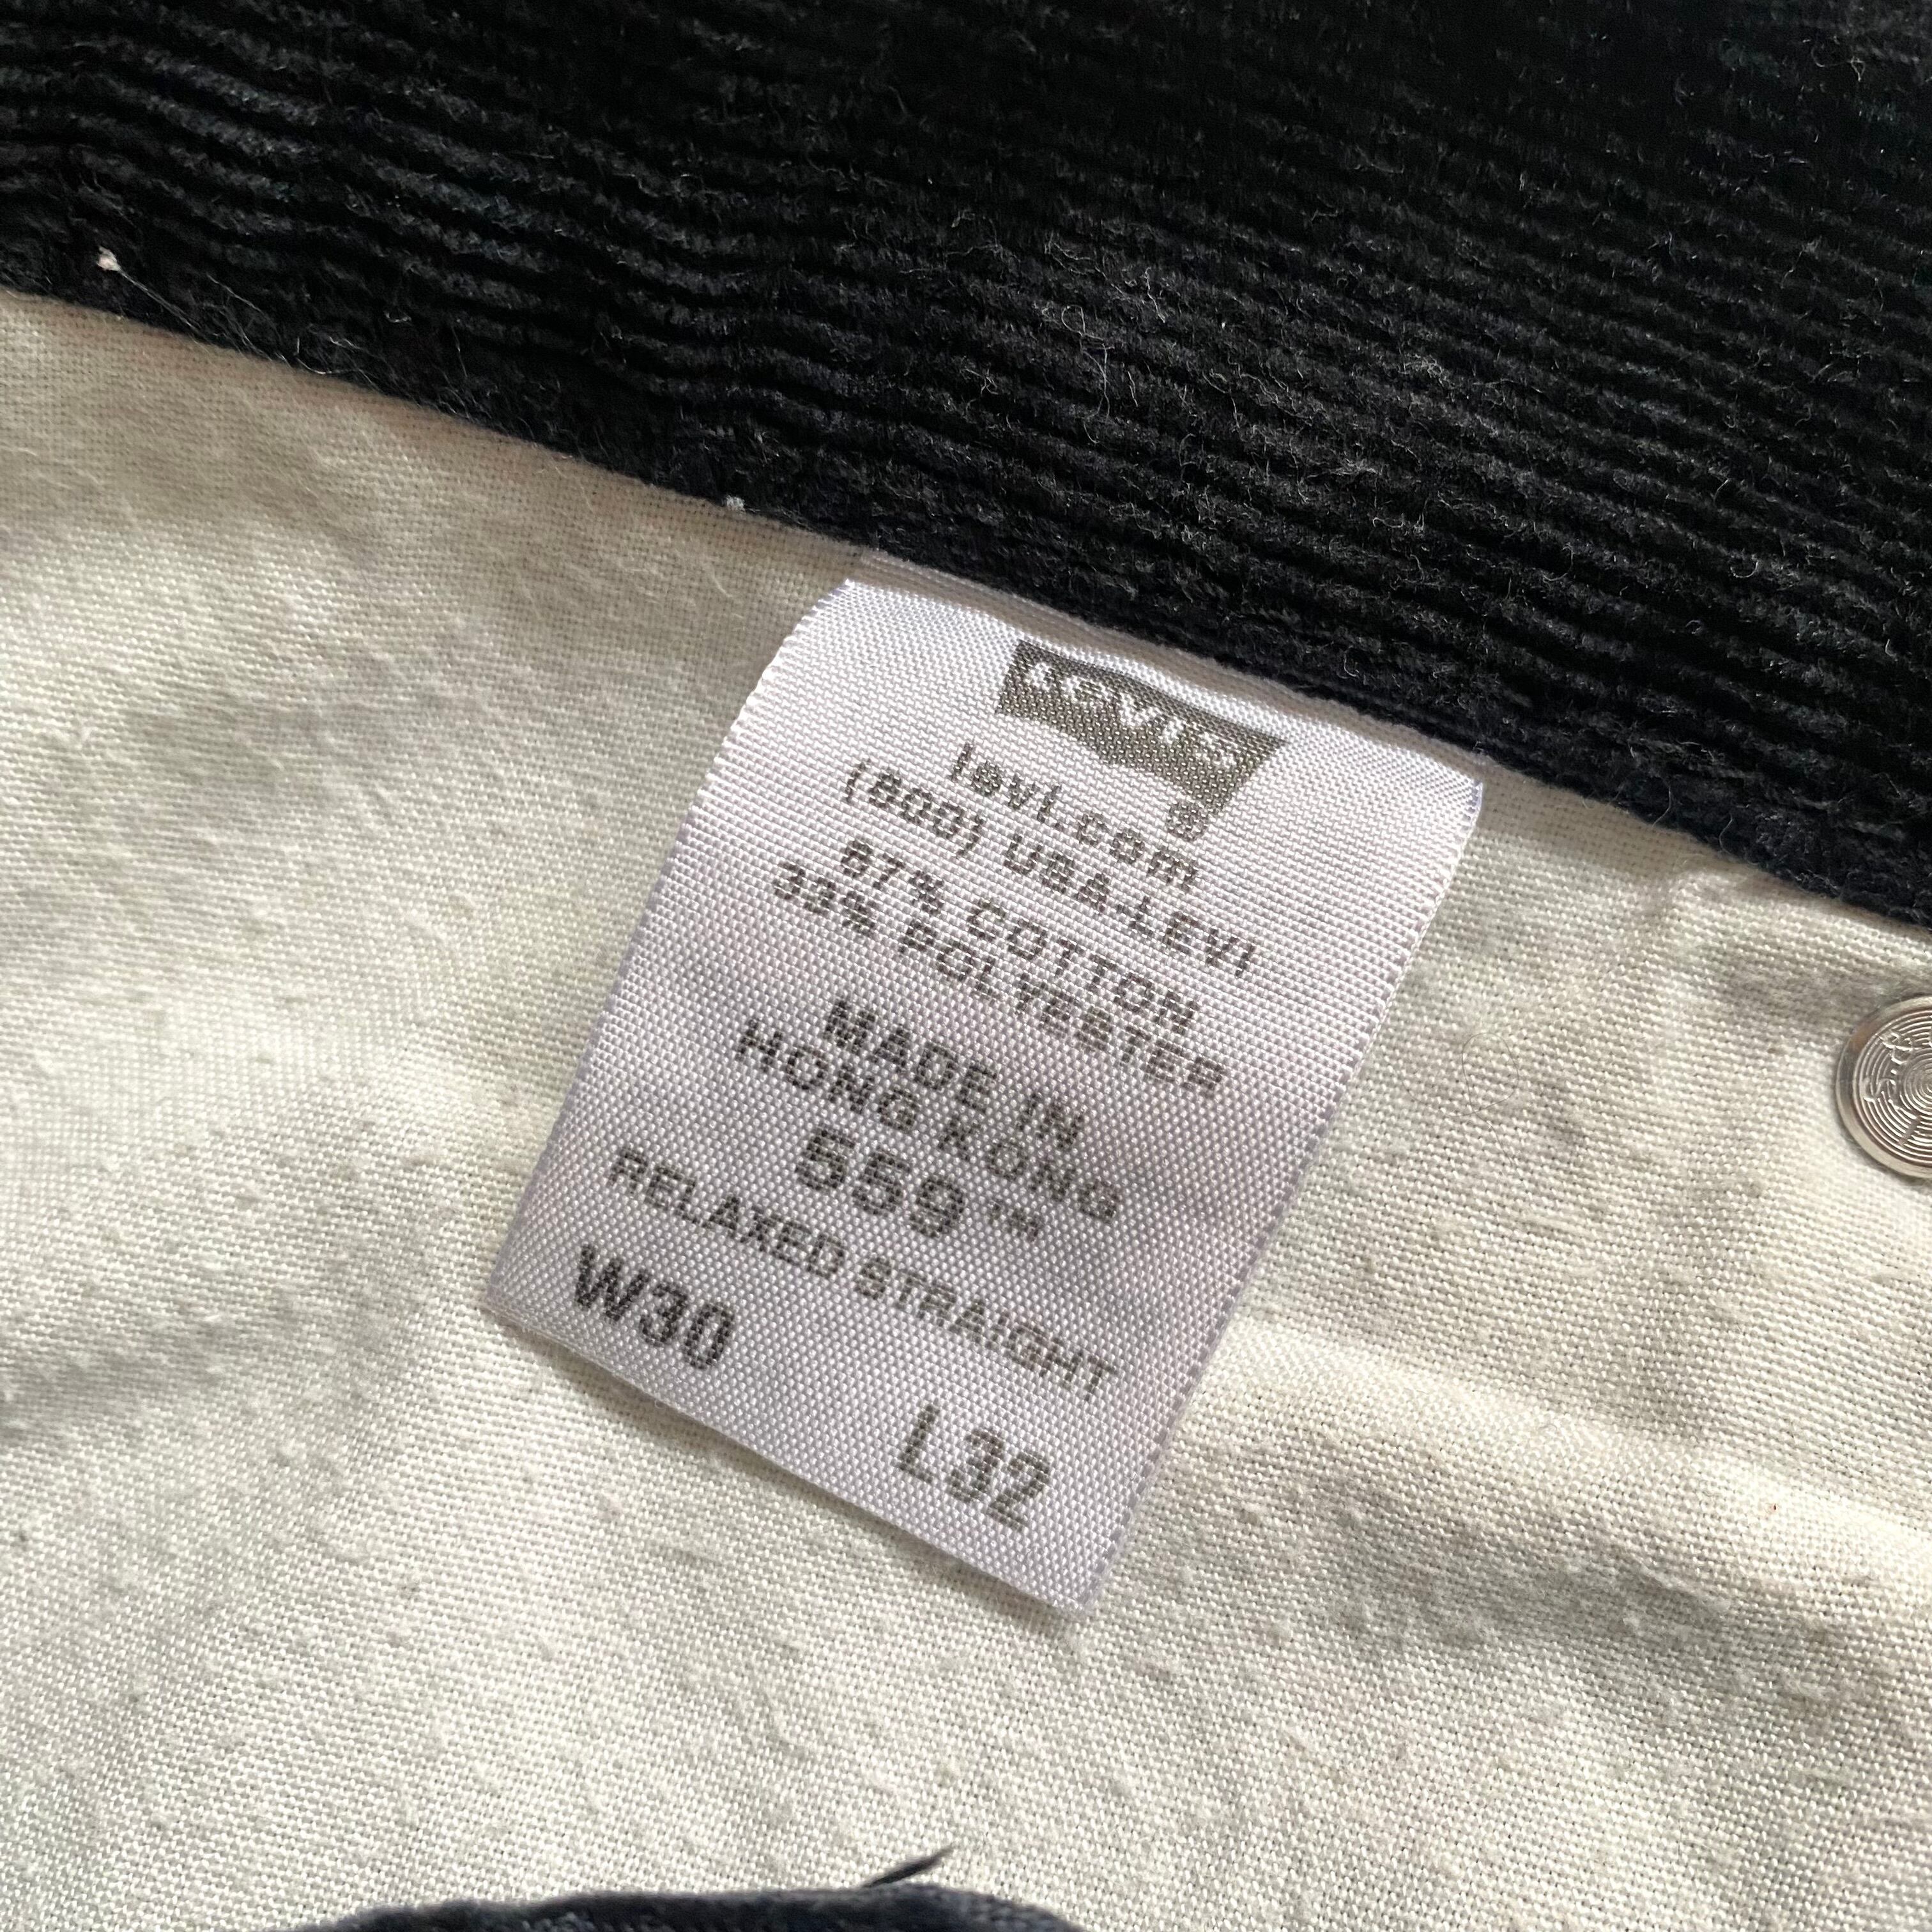 Levi's
®
levi.com
(800) USA-LEVI
67% COTTON
33% POLYESTER
MADE IN
HONG KONG
559™
RELAXED STRAIGHT
W30 L32